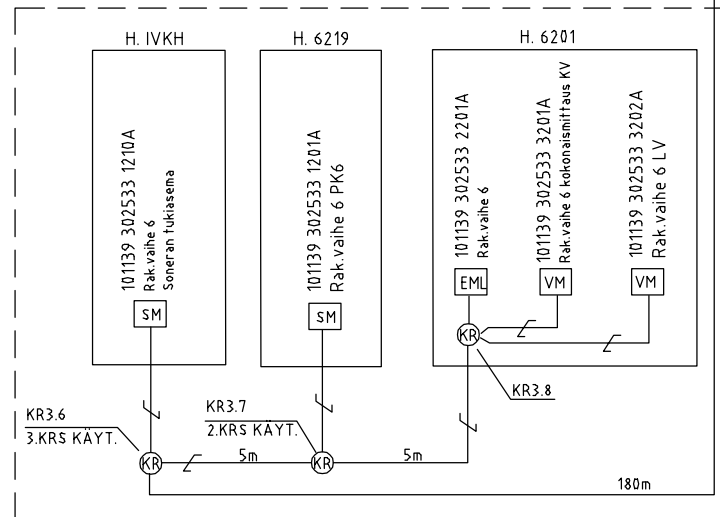 H. IVKH
H. 6219
H. 6201
101139 302533 1210A
Rak.vaihe 6
Soneran tukiasema
SM
101139 302533 1201A
Rak.vaihe 6 PK6
SM
101139 302533 2201A
Rak.vaihe 6
EML
101139 302533 3201A
Rak.vaihe 6 kokonaismittaus KV
VM
101139 302533 3202A
Rak.vaihe 6 LV
VM
KR
KR3.8
KR3.6
3.KRS KÄYT.
KR
5m
KR3.7
2.KRS KÄYT.
KR
5m
180m